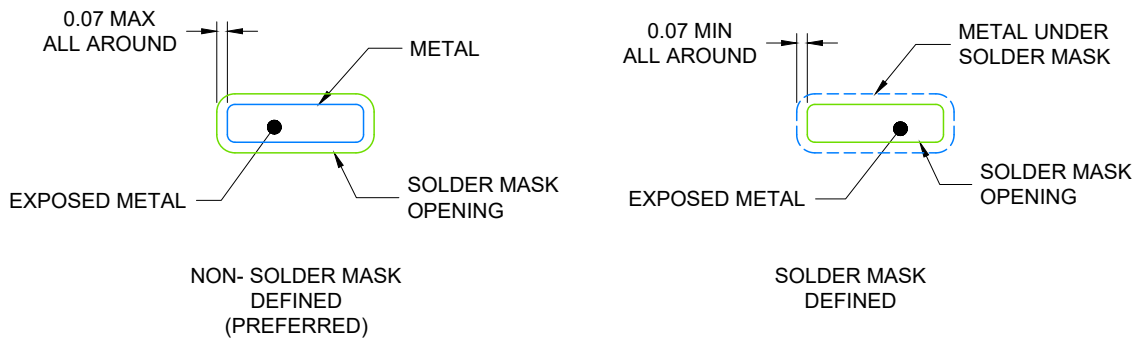 0.07 MAX
ALL AROUND
METAL
EXPOSED METAL
SOLDER MASK
OPENING
NON- SOLDER MASK
DEFINED
(PREFERRED)
0.07 MIN
ALL AROUND
METAL UNDER
SOLDER MASK
EXPOSED METAL
SOLDER MASK
OPENING
SOLDER MASK
DEFINED